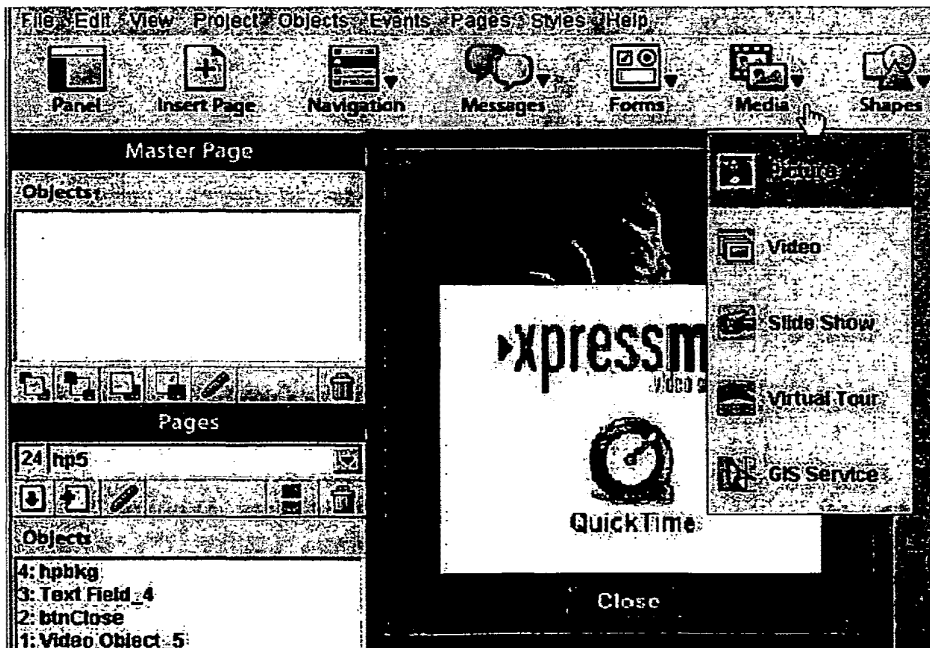 File Edit View Project Objects Events Pages Styles Help
Panel Insert Page Navigation Messages Forms Media Shapes
Master Page
Objects:
Picture
Video
Slide Show
Virtual Tour
GIS Service
xpressm
video
QuickTime
Close
Pages
24 hp5
Objects
4: hpbkg
3: Text Field_4
2: btnClose
1: Video Object_5